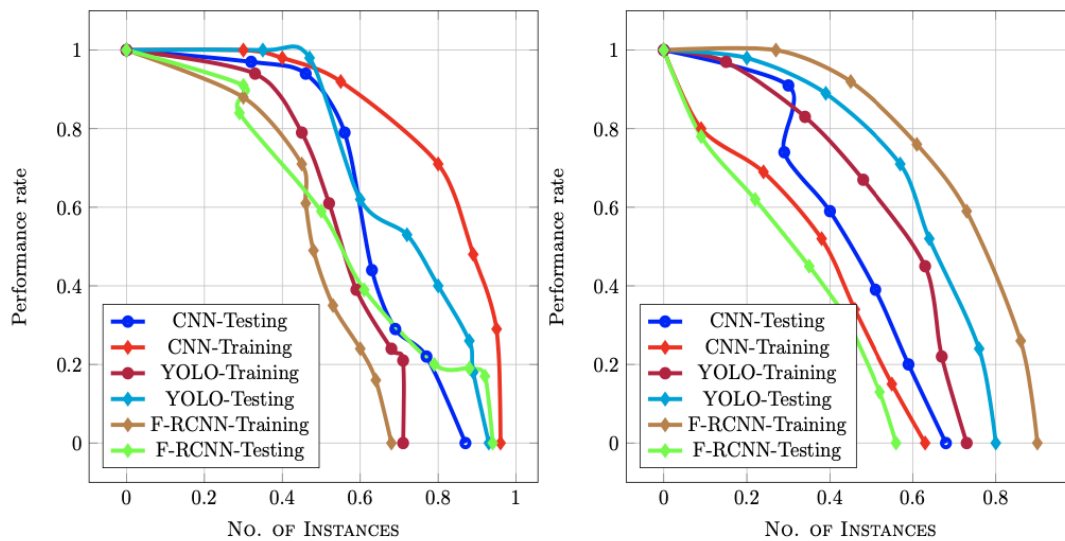 1
0.8
0.6
0.4
0.2
0
Performance rate
CNN-Testing
CNN-Training
YOLO-Training
YOLO-Testing
F-RCNN-Training
F-RCNN-Testing
0 0.2 0.4 0.6 0.8 1
No. of Instances
1
0.8
0.6
0.4
0.2
0
Performance rate
CNN-Testing
CNN-Training
YOLO-Training
YOLO-Testing
F-RCNN-Training
F-RCNN-Testing
0 0.2 0.4 0.6 0.8
No. of Instances